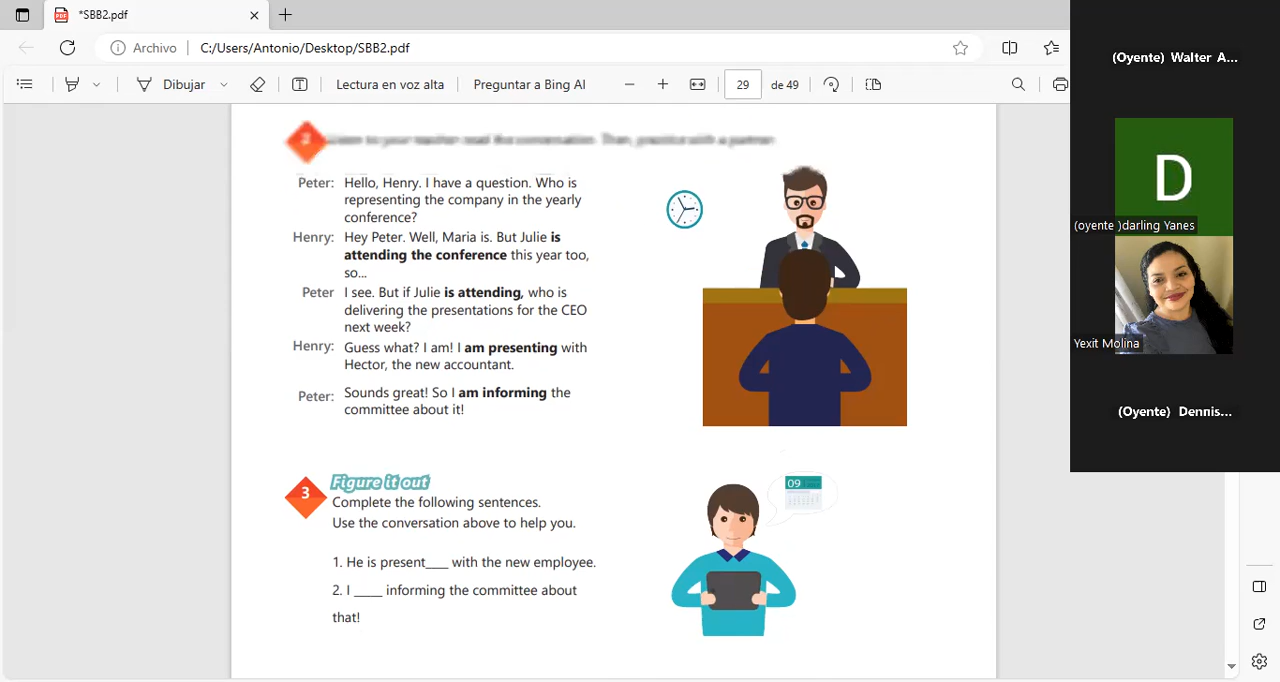 *SBB2.pdf
Archivo C:/Users/Antonio/Desktop/SBB2.pdf
Dibujar Lectura en voz alta Preguntar a Bing AI 29 de 49
Peter: Hello, Henry. I have a question. Who is
representing the company in the yearly
conference?
Henry: Hey Peter. Well, Maria is. But Julie is
attending the conference this year too,
so...
Peter I see. But if Julie is attending, who is
delivering the presentations for the CEO
next week?
Henry: Guess what? I am! I am presenting with
Hector, the new accountant.
Peter: Sounds great! So I am informing the
committee about it!
3 Figure it out
Complete the following sentences.
Use the conversation above to help you.
1. He is present___ with the new employee.
2. I ____ informing the committee about
that!
09
(Oyente) Walter A...
D
(oyente )darling Yanes
Yexit Molina
(Oyente) Dennis...